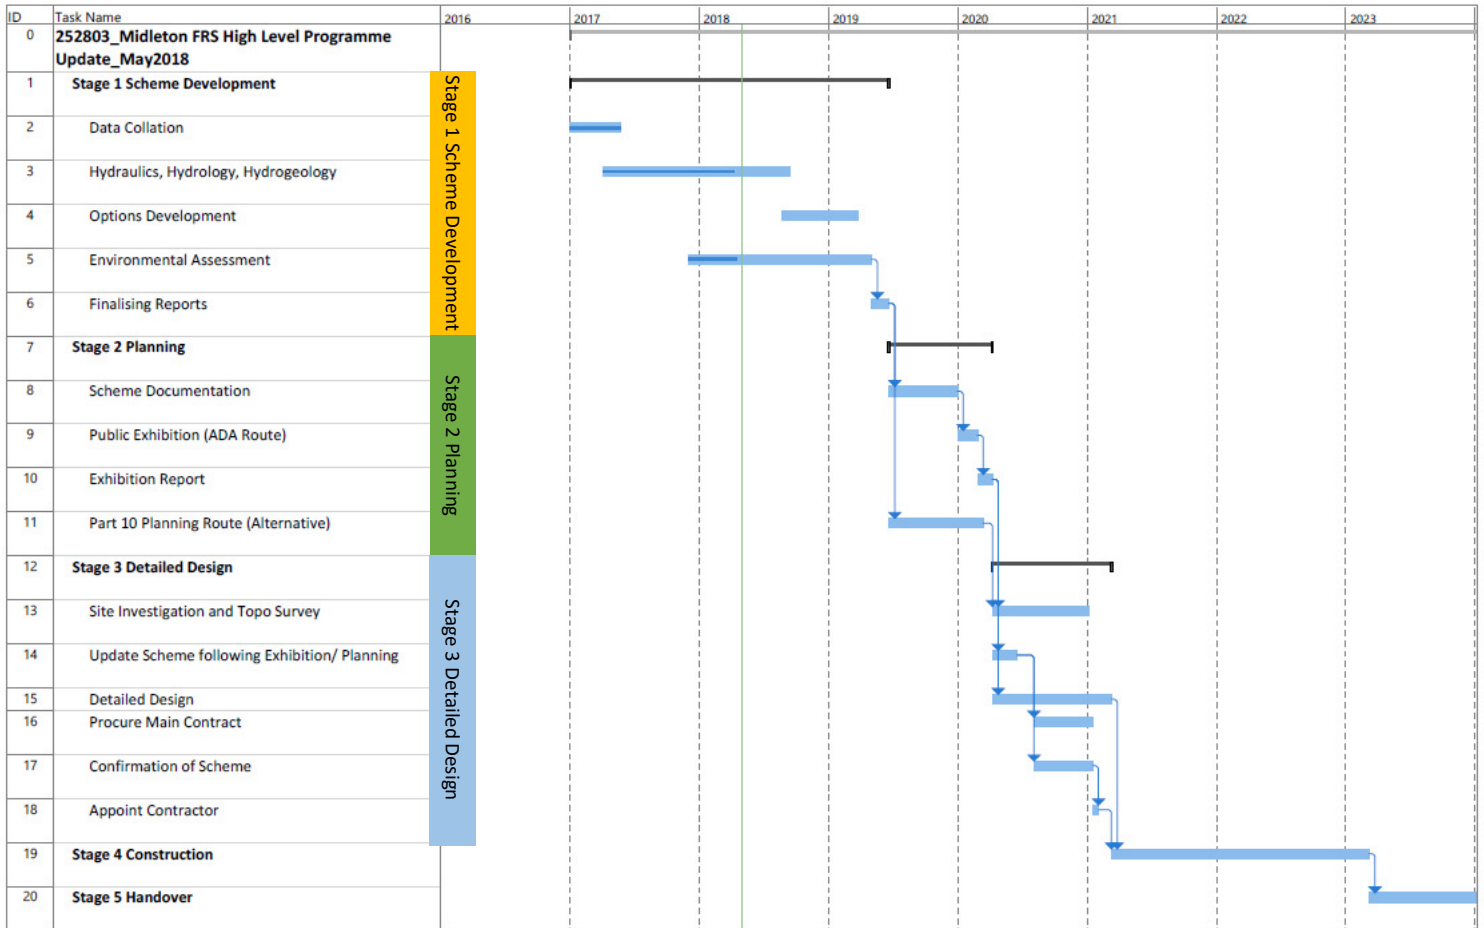 ID Task Name 2016 2017 2018 2019 2020 2021 2022 2023
0 252803_Midleton FRS High Level Programme
Update_May2018
1 Stage 1 Scheme Development
2 Data Collation
3 Hydraulics, Hydrology, Hydrogeology
4 Options Development
5 Environmental Assessment
6 Finalising Reports
7 Stage 2 Planning
8 Scheme Documentation
9 Public Exhibition (ADA Route)
10 Exhibition Report
11 Part 10 Planning Route (Alternative)
12 Stage 3 Detailed Design
13 Site Investigation and Topo Survey
14 Update Scheme following Exhibition/ Planning
15 Detailed Design
16 Procure Main Contract
17 Confirmation of Scheme
18 Appoint Contractor
19 Stage 4 Construction
20 Stage 5 Handover
Stage 1 Scheme Development
Stage 2 Planning
Stage 3 Detailed Design